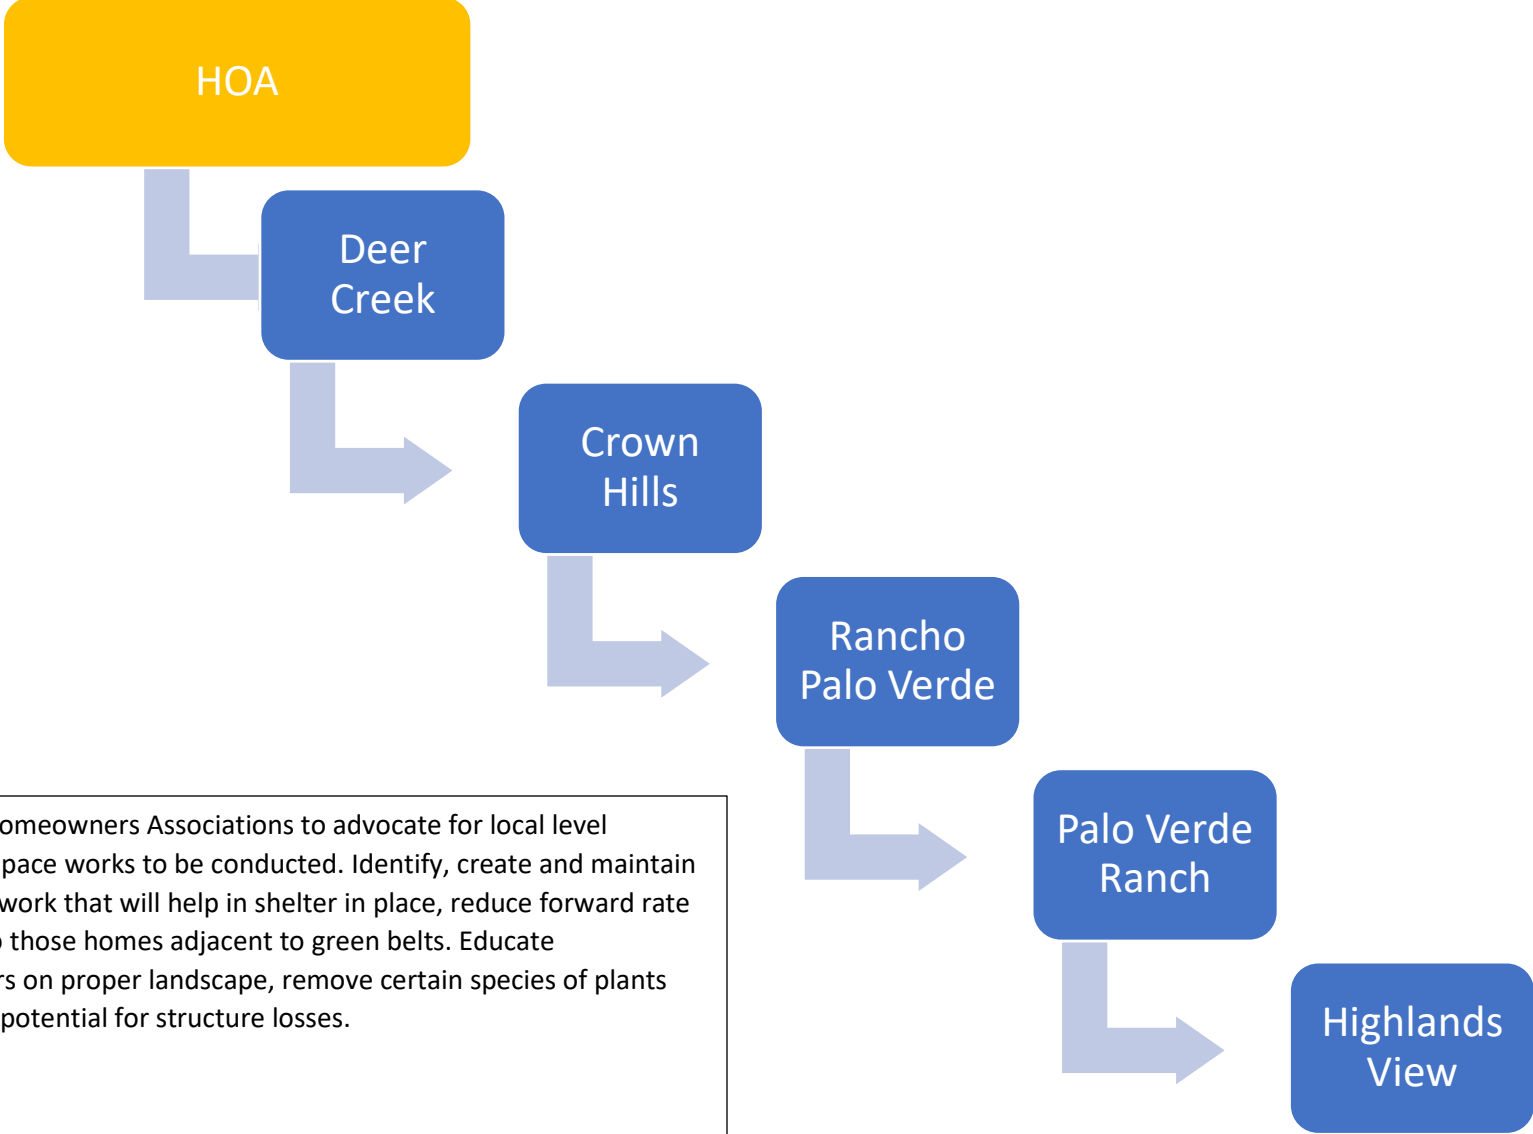 HOA
Deer
Creek
Crown
Hills
Rancho
Palo Verde
Palo Verde
Ranch
Highlands
View
omeowners Associations to advocate for local level
pace works to be conducted. Identify, create and maintain
work that will help in shelter in place, reduce forward rate
those homes adjacent to green belts. Educate
rs on proper landscape, remove certain species of plants
potential for structure losses.